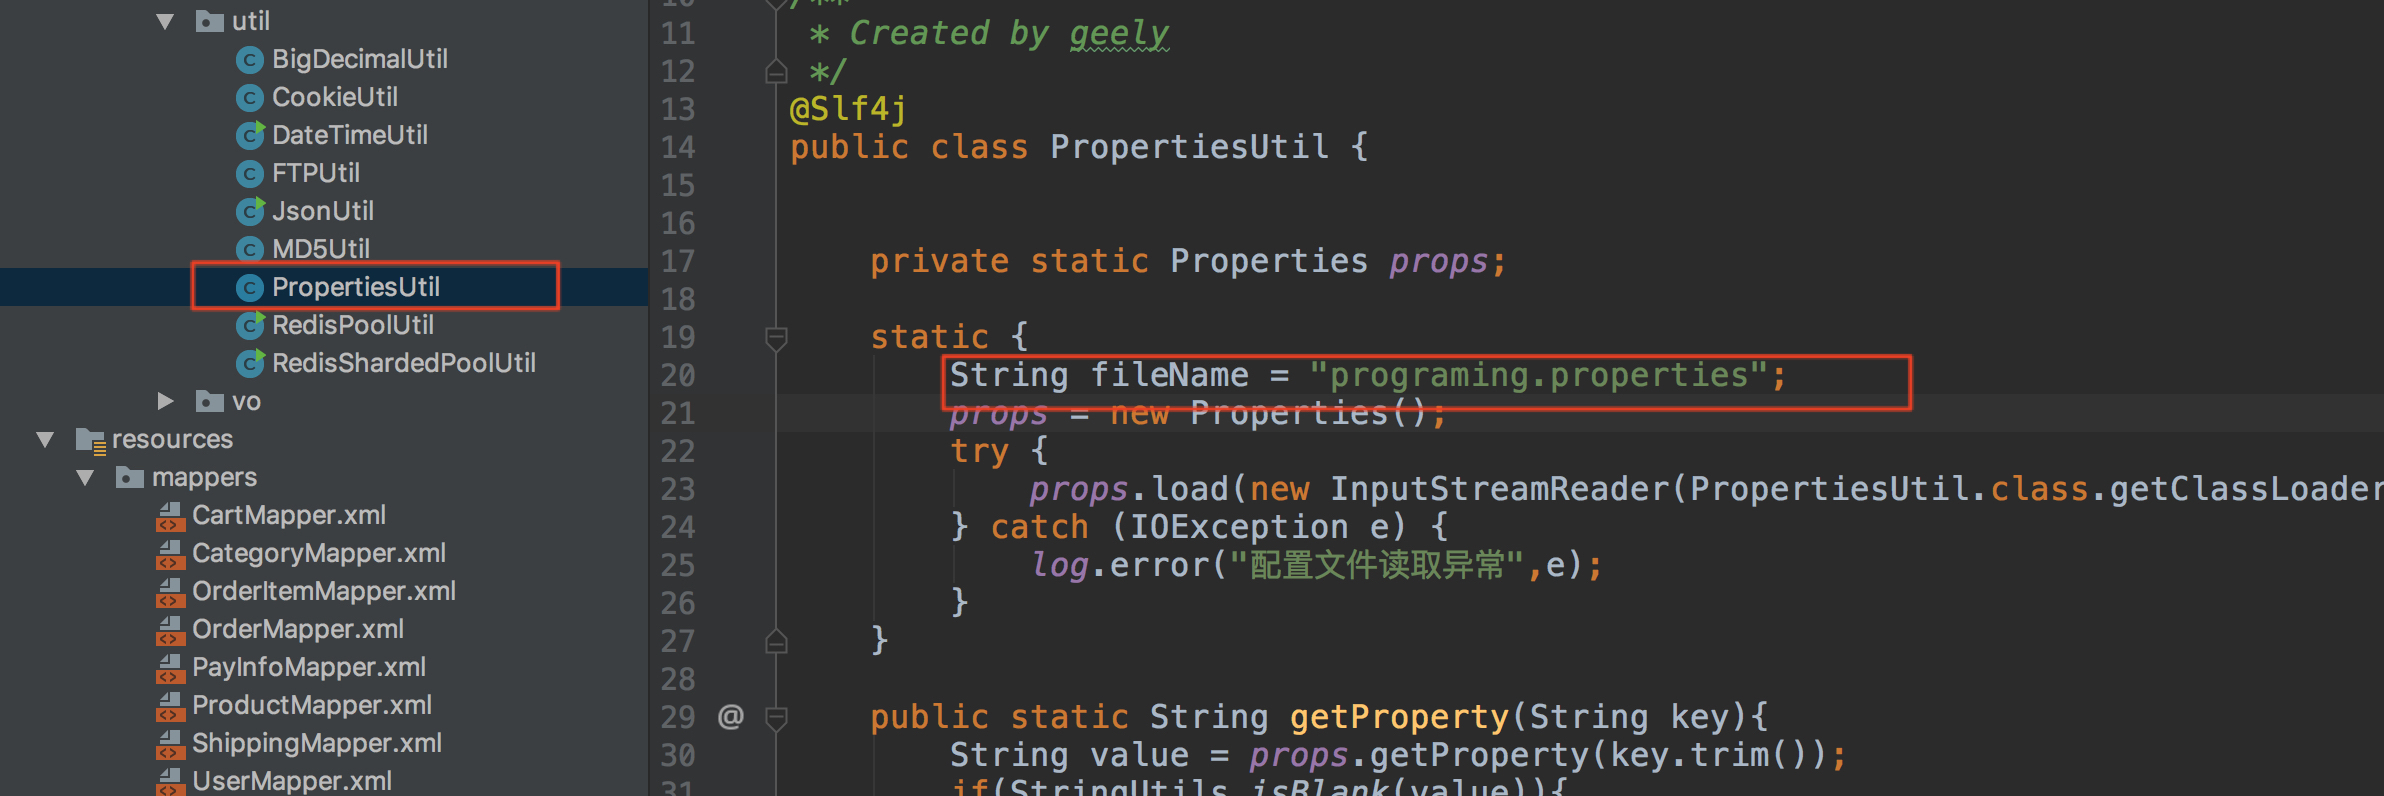 util
BigDecimalUtil
CookieUtil
DateTimeUtil
FTPUtil
JsonUtil
MD5Util
PropertiesUtil
RedisPoolUtil
RedisShardedPoolUtil
vo
resources
mappers
CartMapper.xml
CategoryMapper.xml
OrderItemMapper.xml
OrderMapper.xml
PayInfoMapper.xml
ProductMapper.xml
ShippingMapper.xml
UserMapper.xml
10 /**
11 * Created by geely
12 */
13 @Slf4j
14 public class PropertiesUtil {
15
16
17 private static Properties props;
18
19 static {
20 String fileName = "programing.properties";
21 props = new Properties();
22 try {
23 props.load(new InputStreamReader(PropertiesUtil.class.getClassLoader
24 } catch (IOException e) {
25 log.error("配置文件读取异常",e);
26 }
27 }
28
29 @ public static String getProperty(String key){
30 String value = props.getProperty(key.trim());
31 if(StringUtils.isBlank(value)){